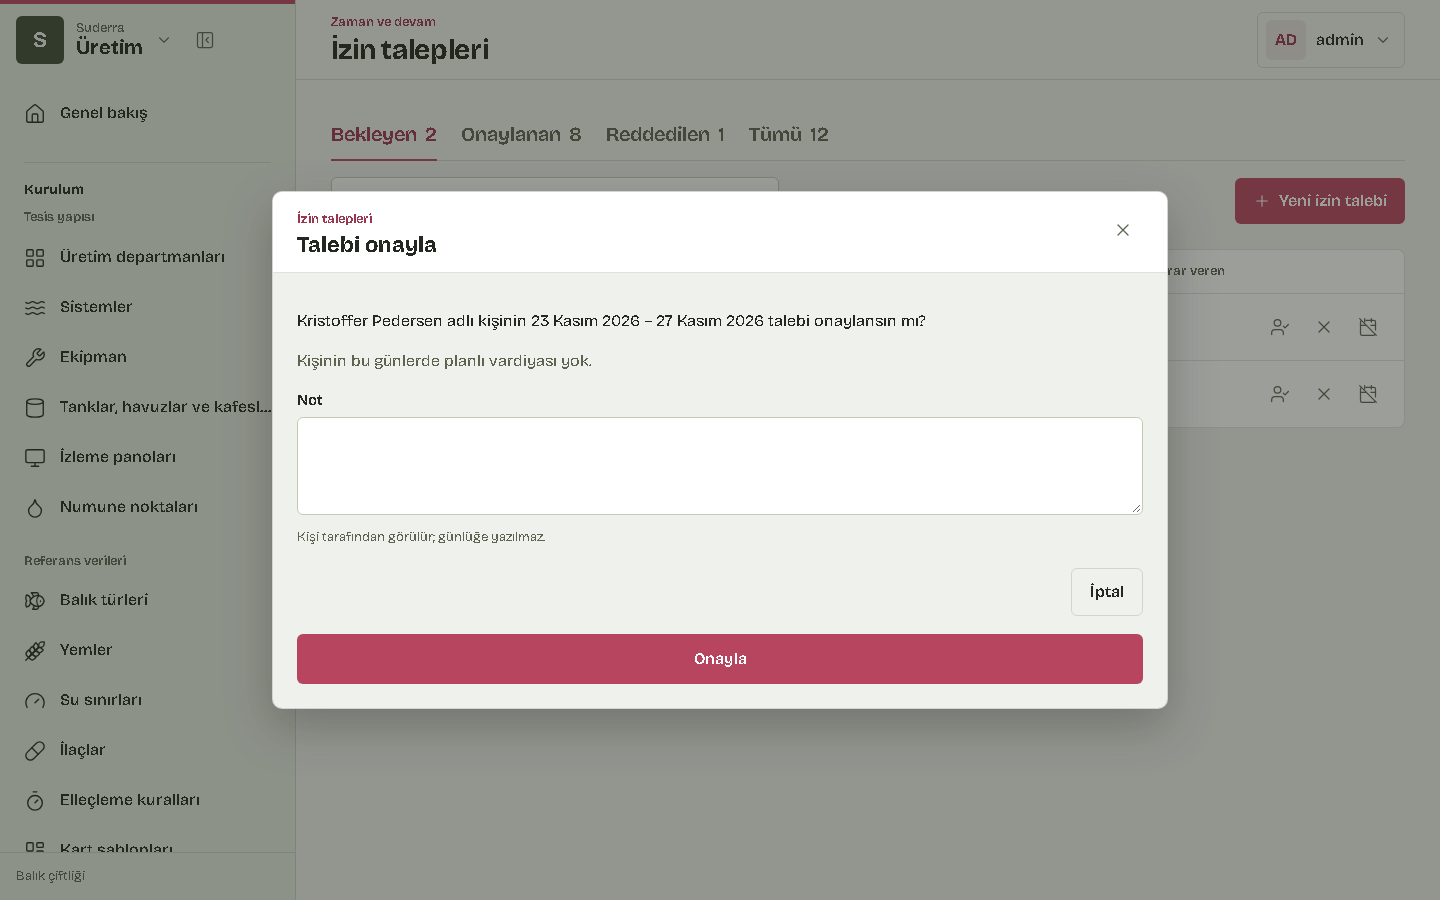 S
Suderra
Üretim
Genel bakış
Kurulum
Tesis yapısı
Üretim departmanları
Sistemler
Ekipman
Tanklar, havuzlar ve kafesl...
İzleme panoları
Numune noktaları
Referans verileri
Balık türleri
Yemler
Su sınırları
İlaçlar
Elleçleme kuralları
Kart şablonları
Balık çiftliği
Zaman ve devam
İzin talepleri
AD admin
Bekleyen 2 Onaylanan 8 Reddedilen 1 Tümü 12
+ Yeni izin talebi
rar veren
İzin talepleri
Talebi onayla
Kristoffer Pedersen adlı kişinin 23 Kasım 2026 – 27 Kasım 2026 talebi onaylansın mı?
Kişinin bu günlerde planlı vardiyası yok.
Not
Kişi tarafından görülür; günlüğe yazılmaz.
İptal
Onayla